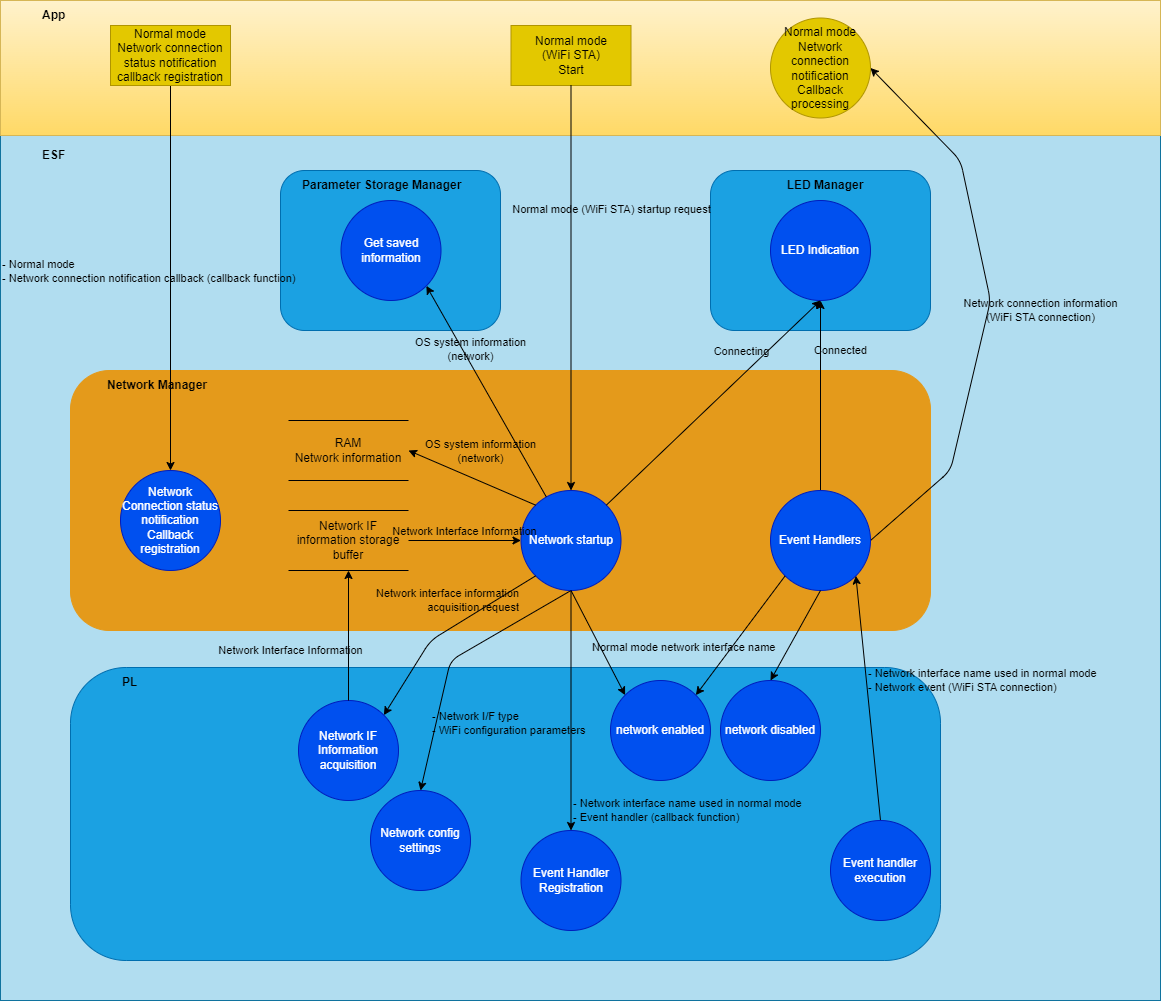 App
Normal mode
Network connection
status notification
callback registration
Normal mode
(WiFi STA)
Start
Normal mode
Network
connection
notification
Callback
processing
ESF
Parameter Storage Manager
Get saved
information
Normal mode (WiFi STA) startup request
LED Manager
LED Indication
- Normal mode
- Network connection notification callback (callback function)
Network connection information
(WiFi STA connection)
OS system information
(network)
Connecting
Connected
Network Manager
RAM
Network information
OS system information
(network)
Network
Connection status
notification
Callback
registration
Network IF
information storage
buffer
Network Interface Information
Network startup
Event Handlers
Network interface information
acquisition request
Network Interface Information
Normal mode network interface name
- Network interface name used in normal mode
- Network event (WiFi STA connection)
PL
Network IF
Information
acquisition
- Network I/F type
- WiFi configuration parameters
network enabled
network disabled
Network config
settings
- Network interface name used in normal mode
- Event handler (callback function)
Event Handler
Registration
Event handler
execution